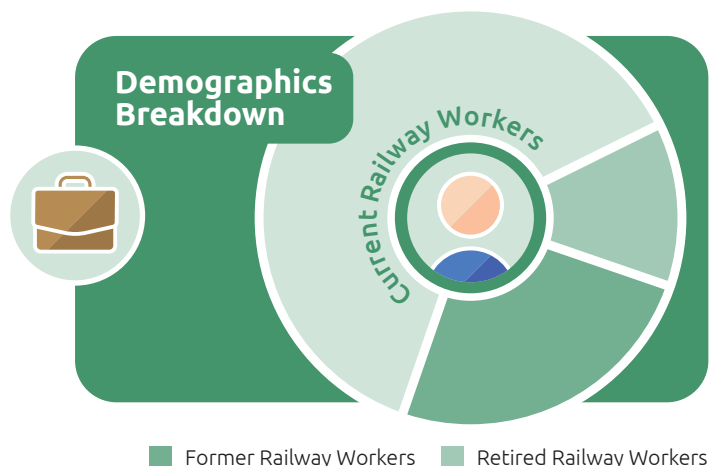 Demographics
Breakdown
Current Railway Workers
Former Railway Workers
Retired Railway Workers